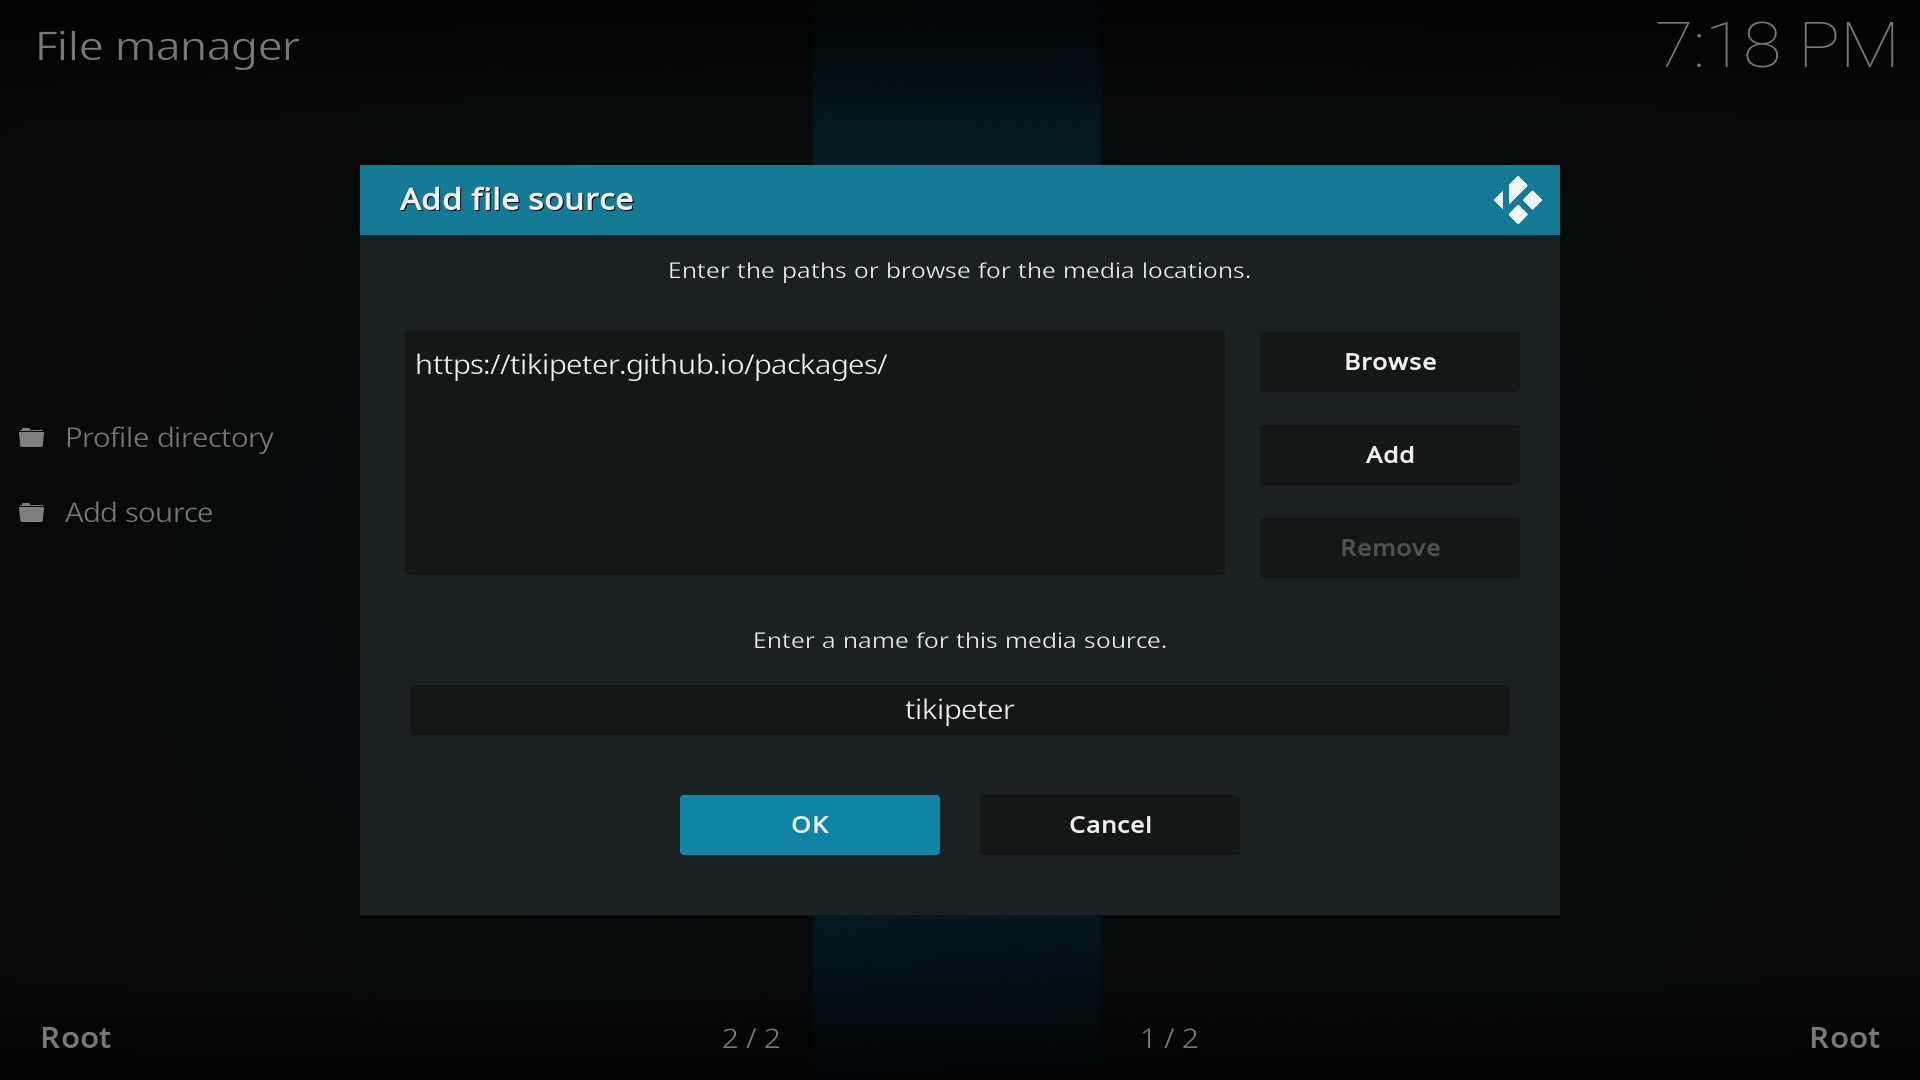 File manager
7:18 PM
Add file source
Enter the paths or browse for the media locations.
https://tikipeter.github.io/packages/
Browse
Add
Remove
Profile directory
Add source
Enter a name for this media source.
tikipeter
OK
Cancel
Root
2 / 2
1 / 2
Root